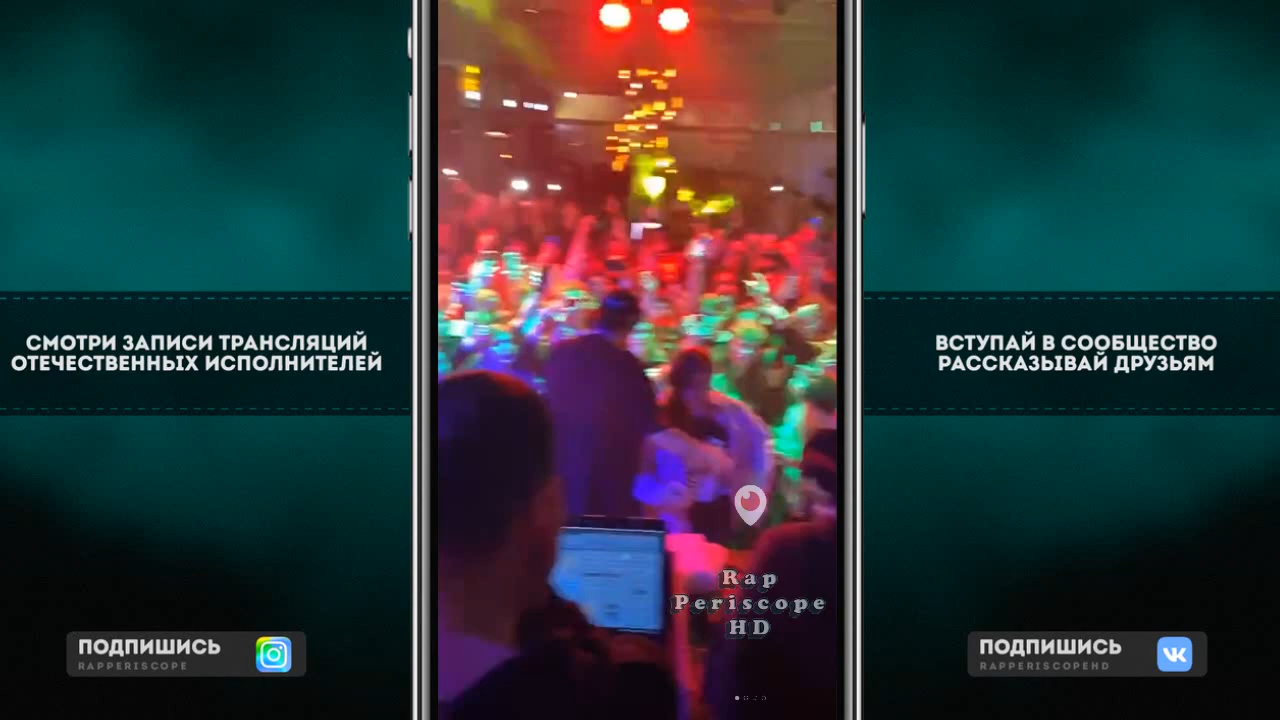 СМОТРИ ЗАПИСИ ТРАНСЛЯЦИЙ
ОТЕЧЕСТВЕННЫХ ИСПОЛНИТЕЛЕЙ
ВСТУПАЙ В СООБЩЕСТВО
РАССКАЗЫВАЙ ДРУЗЬЯМ
Rap
Periscope
HD
ПОДПИШИСЬ
RAPPERISCOPE
ПОДПИШИСЬ
RAPPERISCOPEHD